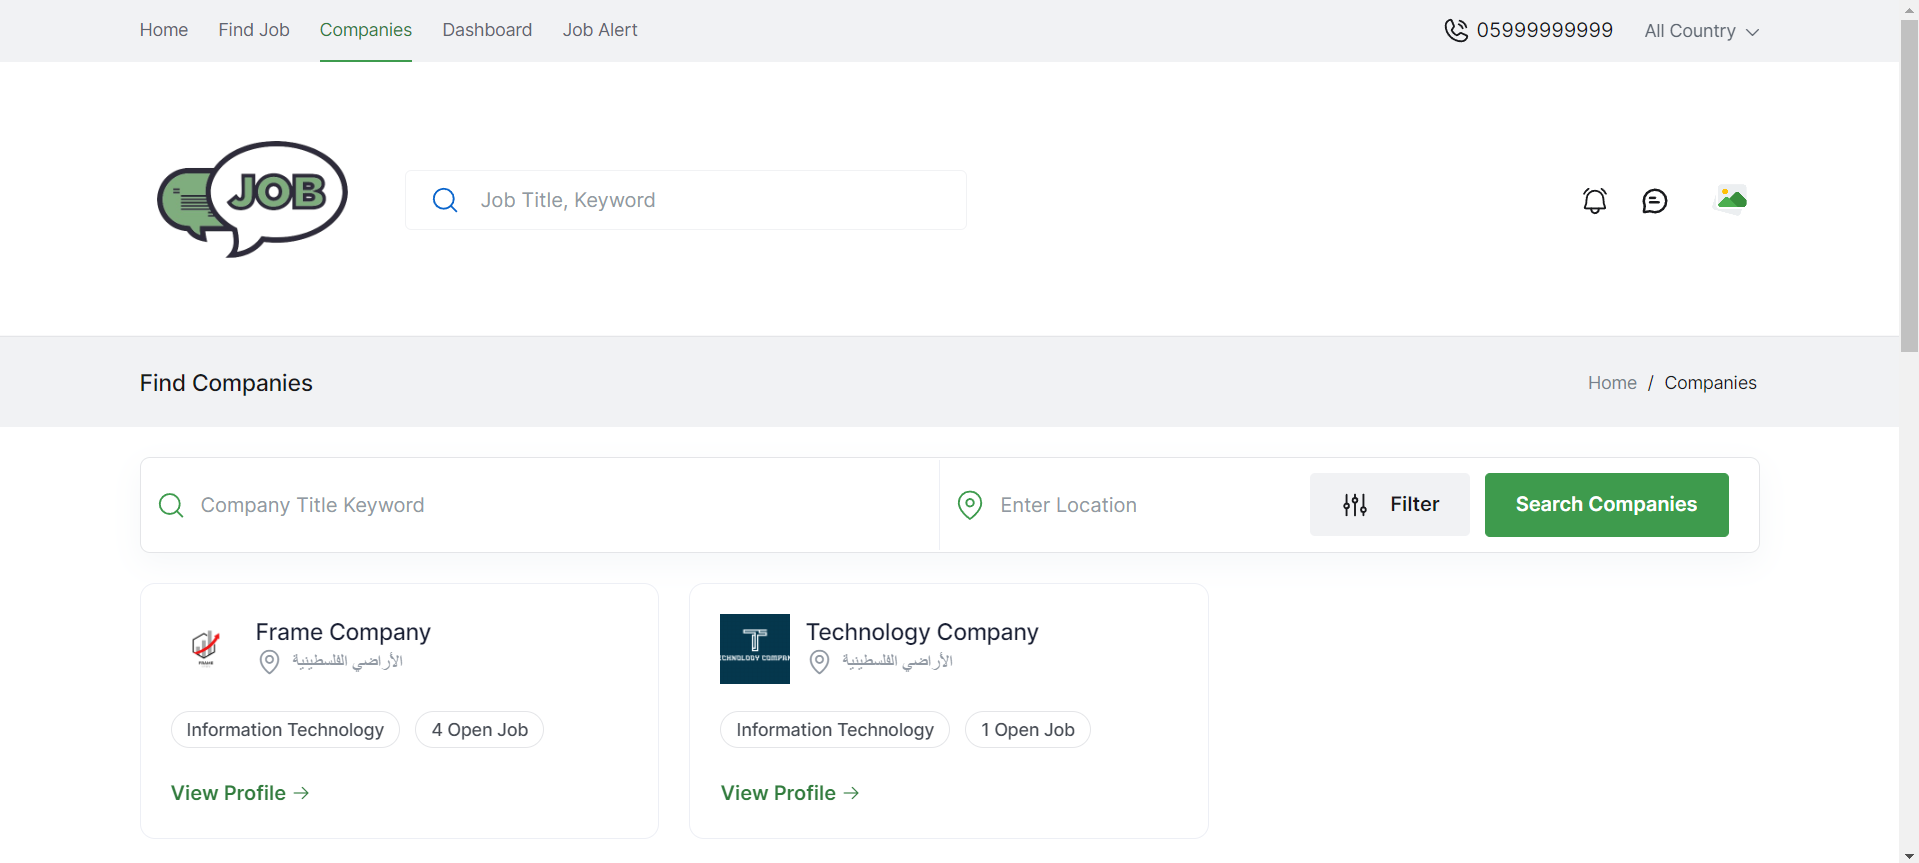 Home Find Job Companies Dashboard Job Alert 05999999999 All Country
JOB
Job Title, Keyword
Find Companies
Home / Companies
Company Title Keyword
Enter Location
Filter
Search Companies
FRAME
Frame Company
الأراضي الفلسطينية
Information Technology
4 Open Job
View Profile
T
Technology Company
الأراضي الفلسطينية
Information Technology
1 Open Job
View Profile